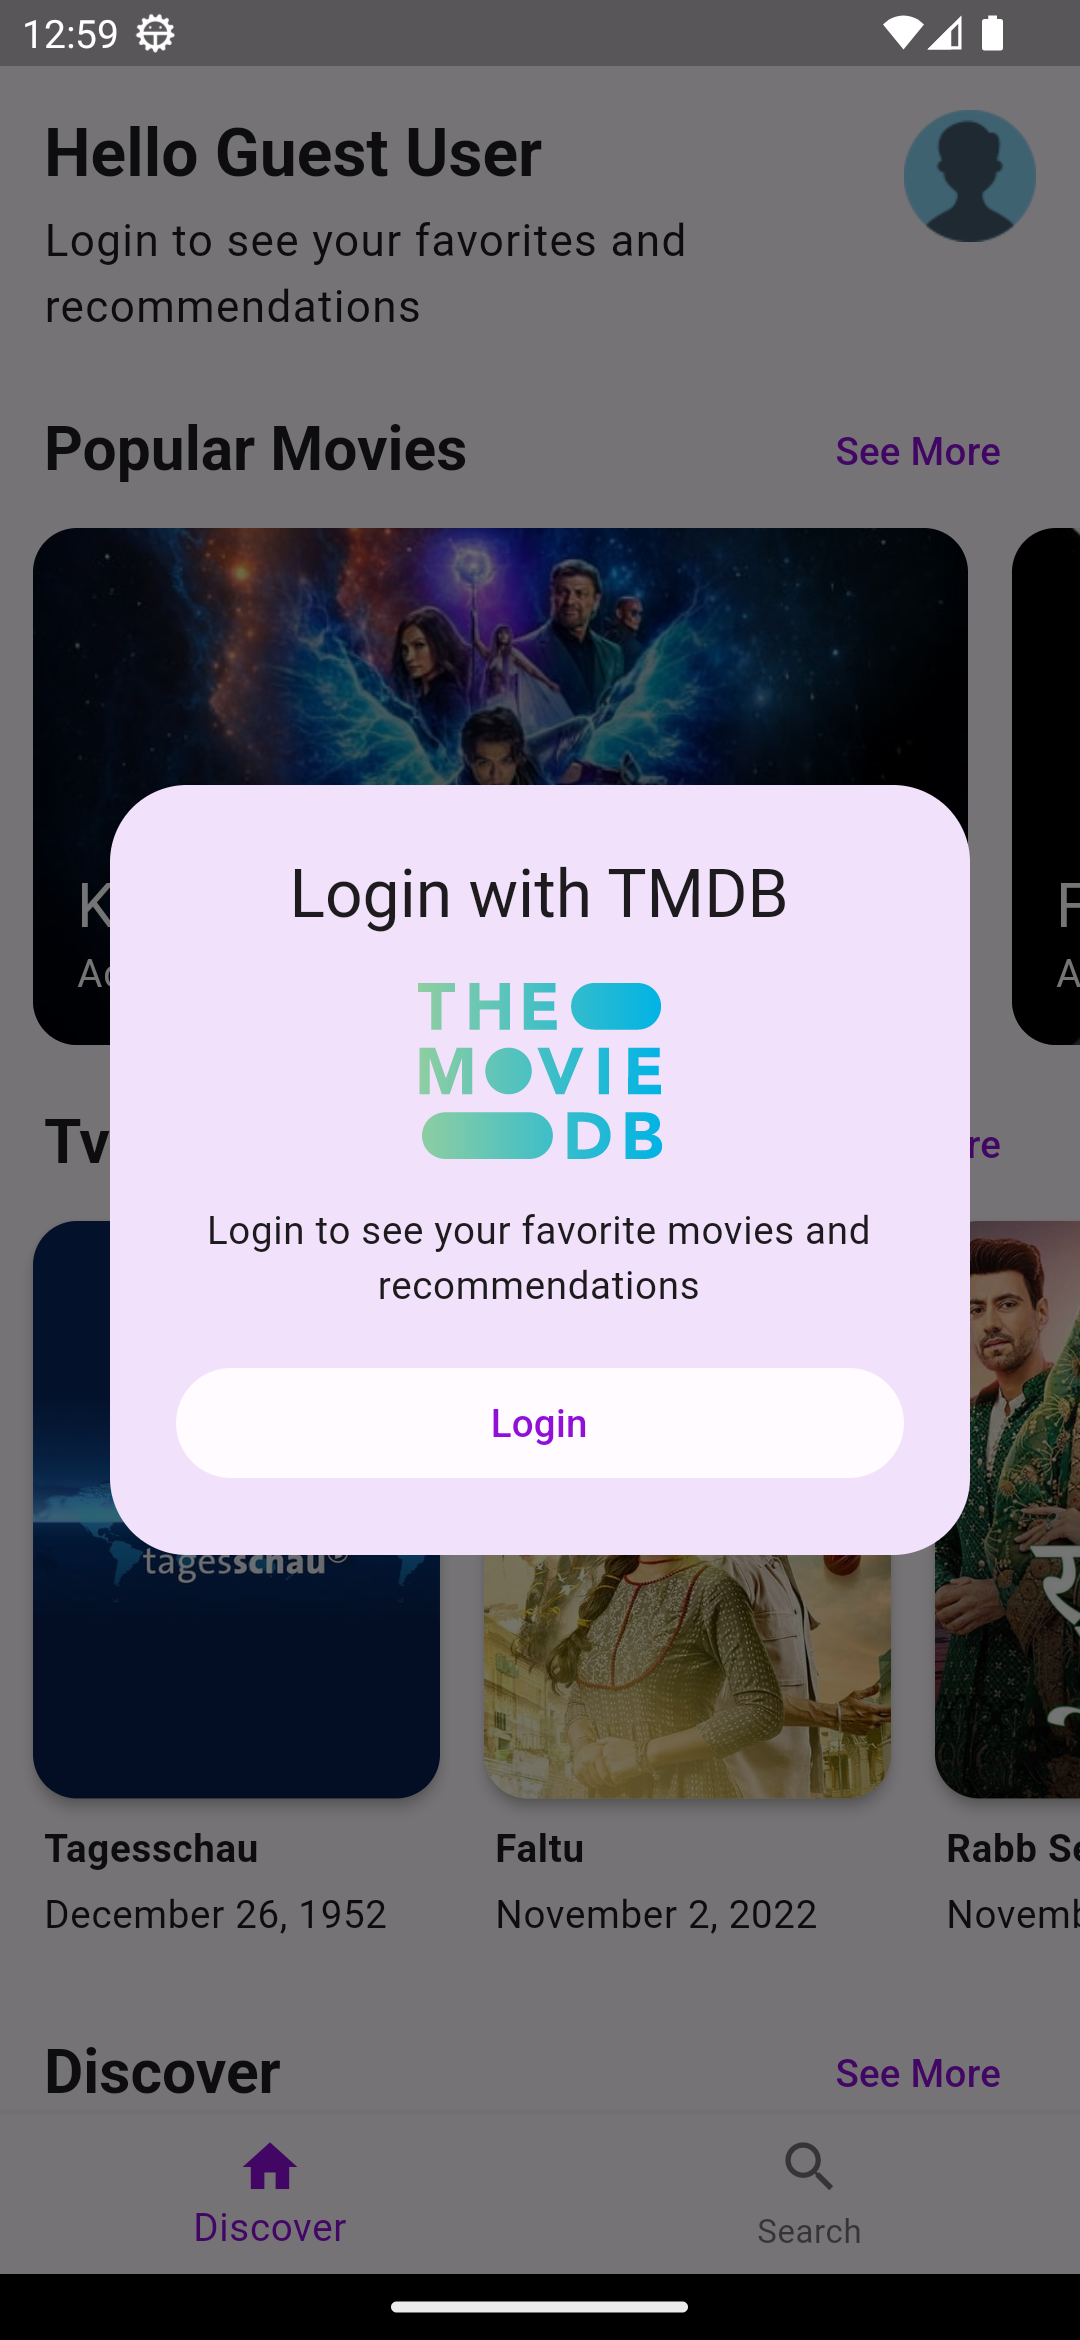 12:59
Hello Guest User
Login to see your favorites and
recommendations
Popular Movies
See More
K
Ac
F
A
Login with TMDB
THE
MOVIE
DB
Login to see your favorite movies and
recommendations
Login
Tv
re
tagesschau®
Tagesschau
December 26, 1952
Faltu
November 2, 2022
Rabb Se
Novemb
Discover
See More
Discover
Search